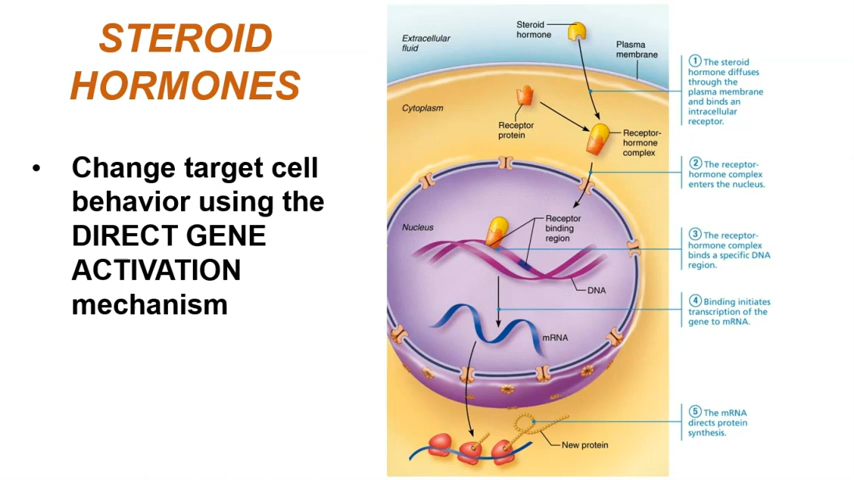 STEROID
HORMONES
• Change target cell
behavior using the
DIRECT GENE
ACTIVATION
mechanism
Steroid
hormone
Extracellular
fluid
Plasma
membrane
Cytoplasm
Receptor
protein
Receptor-
hormone
complex
Nucleus
Receptor
binding
region
DNA
mRNA
New protein
1 The steroid
hormone diffuses
through the
plasma membrane
and binds an
intracellular
receptor.
2 The receptor-
hormone complex
enters the nucleus.
3 The receptor-
hormone complex
binds a specific DNA
region.
4 Binding initiates
transcription of the
gene to mRNA.
5 The mRNA
directs protein
synthesis.